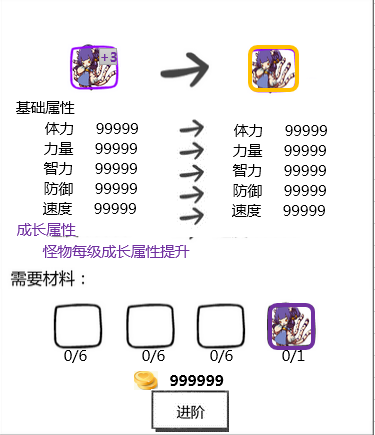 +3
基础属性
体力 99999 体力 99999
力量 99999 力量 99999
智力 99999 智力 99999
防御 99999 防御 99999
速度 99999 速度 99999
成长属性
怪物每级成长属性提升
需要材料：
0/6 0/6 0/6 0/1
999999
进阶